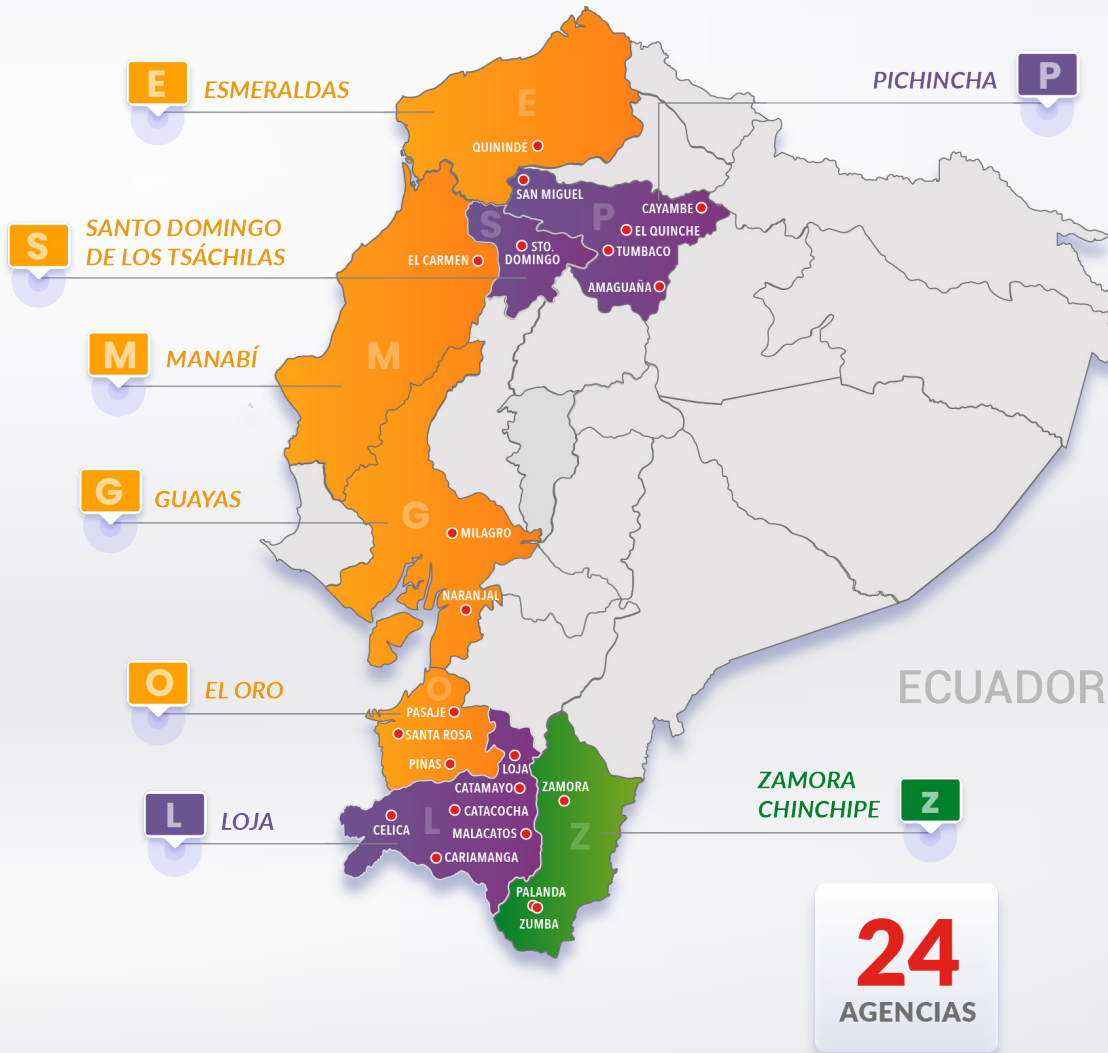 E
ESMERALDAS
PICHINCHA
P
E
QUININDÉ
SAN MIGUEL
S
SANTO DOMINGO
DE LOS TSÁCHILAS
S
P
CAYAMBE
EL QUINCHE
TUMBACO
STO.
DOMINGO
EL CARMEN
AMAGUAÑA
M
MANABÍ
M
G
GUAYAS
G
MILAGRO
NARANJAL
O
EL ORO
O
PASAJE
SANTA ROSA
PIÑAS
ECUADOR
LOJA
CATAMAYO
ZAMORA
ZAMORA
CHINCHIPE
z
L
LOJA
CELICA
L
CATACOCHA
MALACATOS
CARIAMANGA
Z
PALANDA
ZUMBA
24
AGENCIAS